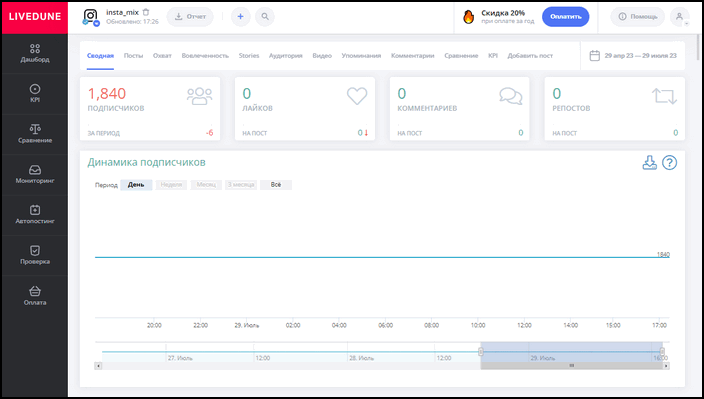 LIVEDUNE
insta_mix
Обновлено: 17:26
Отчет
Скидка 20%
при оплате за год
Оплатить
Помощь
Дашборд
KPI
Сравнение
Мониторинг
Автопостинг
Проверка
Оплата
Сводная Посты Охват Вовлеченность Stories Аудитория Видео Упоминания Комментарии Сравнение KPI Добавить пост
29 апр 23 — 29 июля 23
1,840
ПОДПИСЧИКОВ
ЗА ПЕРИОД -6
0
ЛАЙКОВ
НА ПОСТ 0
0
КОММЕНТАРИЕВ
НА ПОСТ 0
0
РЕПОСТОВ
НА ПОСТ 0
Динамика подписчиков
Период День Неделя Месяц 3 месяца Всё
1840
20:00 22:00 29. Июль 02:00 04:00 06:00 08:00 10:00 12:00 14:00 15:00 17:00
27. Июль 12:00 28. Июль 12:00 29. Июль 16:00